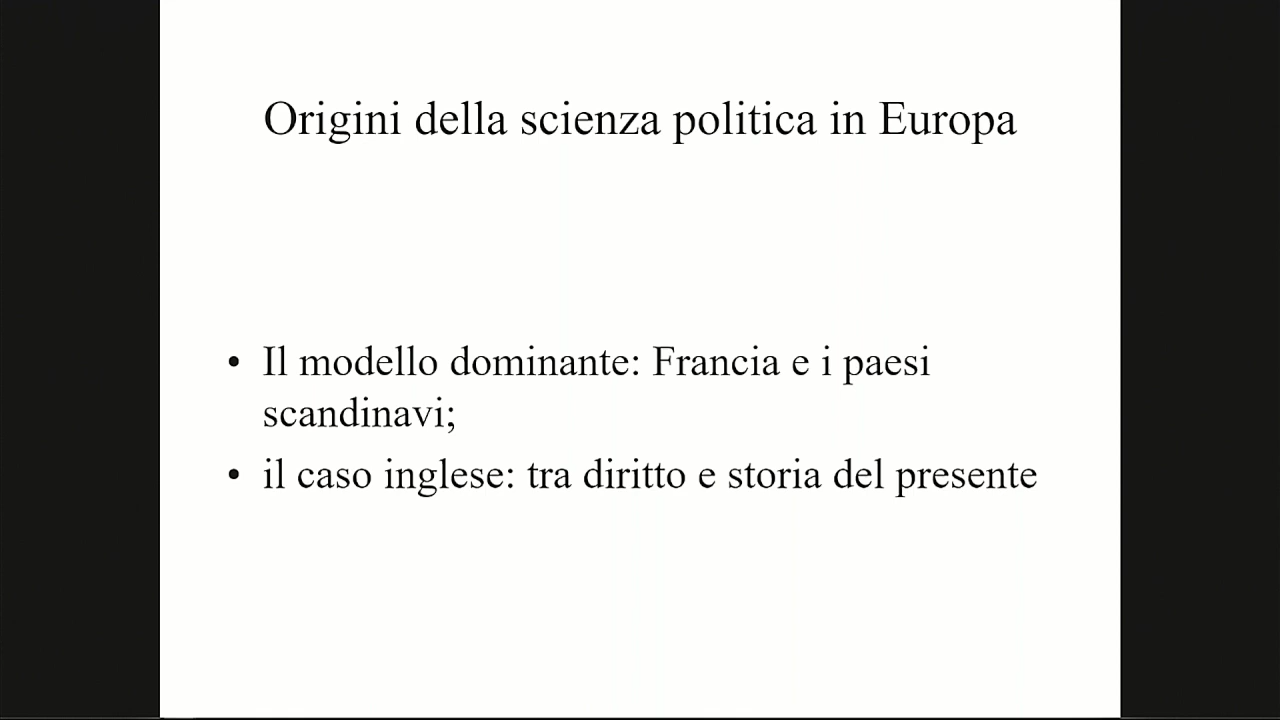 Origini della scienza politica in Europa
• Il modello dominante: Francia e i paesi
scandinavi;
• il caso inglese: tra diritto e storia del presente